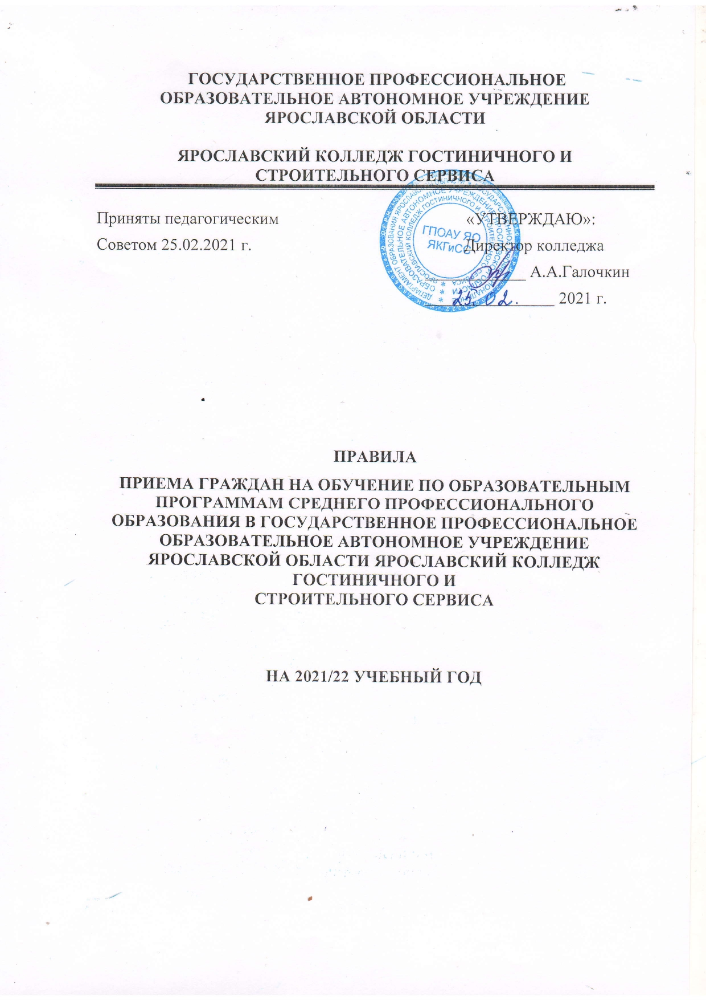 ГОСУДАРСТВЕННОЕ ПРОФЕССИОНАЛЬНОЕ
ОБРАЗОВАТЕЛЬНОЕ АВТОНОМНОЕ УЧРЕЖДЕНИЕ
ЯРОСЛАВСКОЙ ОБЛАСТИ
ЯРОСЛАВСКИЙ КОЛЛЕДЖ ГОСТИНИЧНОГО И
СТРОИТЕЛЬНОГО СЕРВИСА
Приняты педагогическим
Советом 25.02.2021 г.
«УТВЕРЖДАЮ»:
Директор колледжа
А.А.Галочкин
25.02. 2021 г.
ГПОАУ ЯО
ЯКГиСС
ПРАВИЛА
ПРИЕМА ГРАЖДАН НА ОБУЧЕНИЕ ПО ОБРАЗОВАТЕЛЬНЫМ
ПРОГРАММАМ СРЕДНЕГО ПРОФЕССИОНАЛЬНОГО
ОБРАЗОВАНИЯ В ГОСУДАРСТВЕННОЕ ПРОФЕССИОНАЛЬНОЕ
ОБРАЗОВАТЕЛЬНОЕ АВТОНОМНОЕ УЧРЕЖДЕНИЕ
ЯРОСЛАВСКОЙ ОБЛАСТИ ЯРОСЛАВСКИЙ КОЛЛЕДЖ
ГОСТИНИЧНОГО И
СТРОИТЕЛЬНОГО СЕРВИСА
НА 2021/22 УЧЕБНЫЙ ГОД